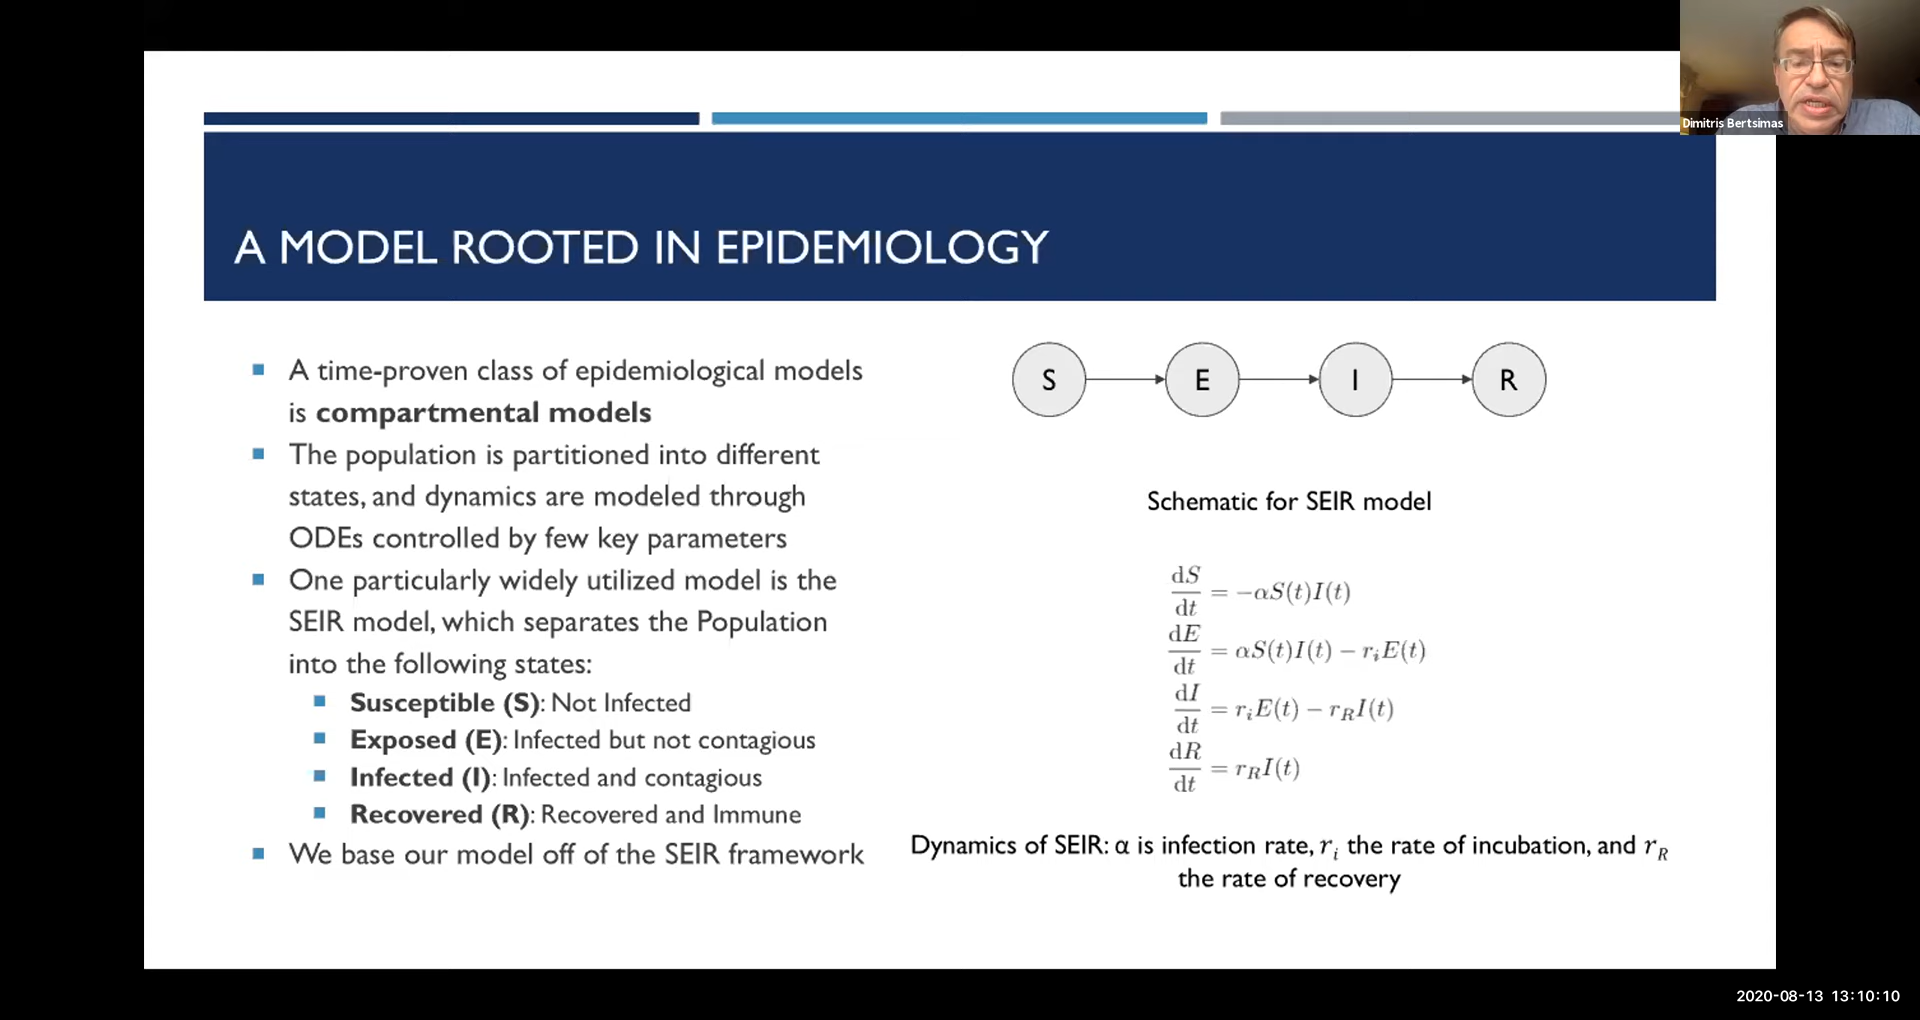 Dimitris Bertsimas
A MODEL ROOTED IN EPIDEMIOLOGY
A time-proven class of epidemiological models
is compartmental models
The population is partitioned into different
states, and dynamics are modeled through
ODEs controlled by few key parameters
One particularly widely utilized model is the
SEIR model, which separates the Population
into the following states:
Susceptible (S): Not Infected
Exposed (E): Infected but not contagious
Infected (I): Infected and contagious
Recovered (R): Recovered and Immune
We base our model off of the SEIR framework
S E I R
Schematic for SEIR model
dS/dt = −αS(t)I(t)
dE/dt = αS(t)I(t) − rᵢE(t)
dI/dt = rᵢE(t) − r_R I(t)
dR/dt = r_R I(t)
Dynamics of SEIR: α is infection rate, rᵢ the rate of incubation, and r_R
the rate of recovery
2020-08-13 13:10:10